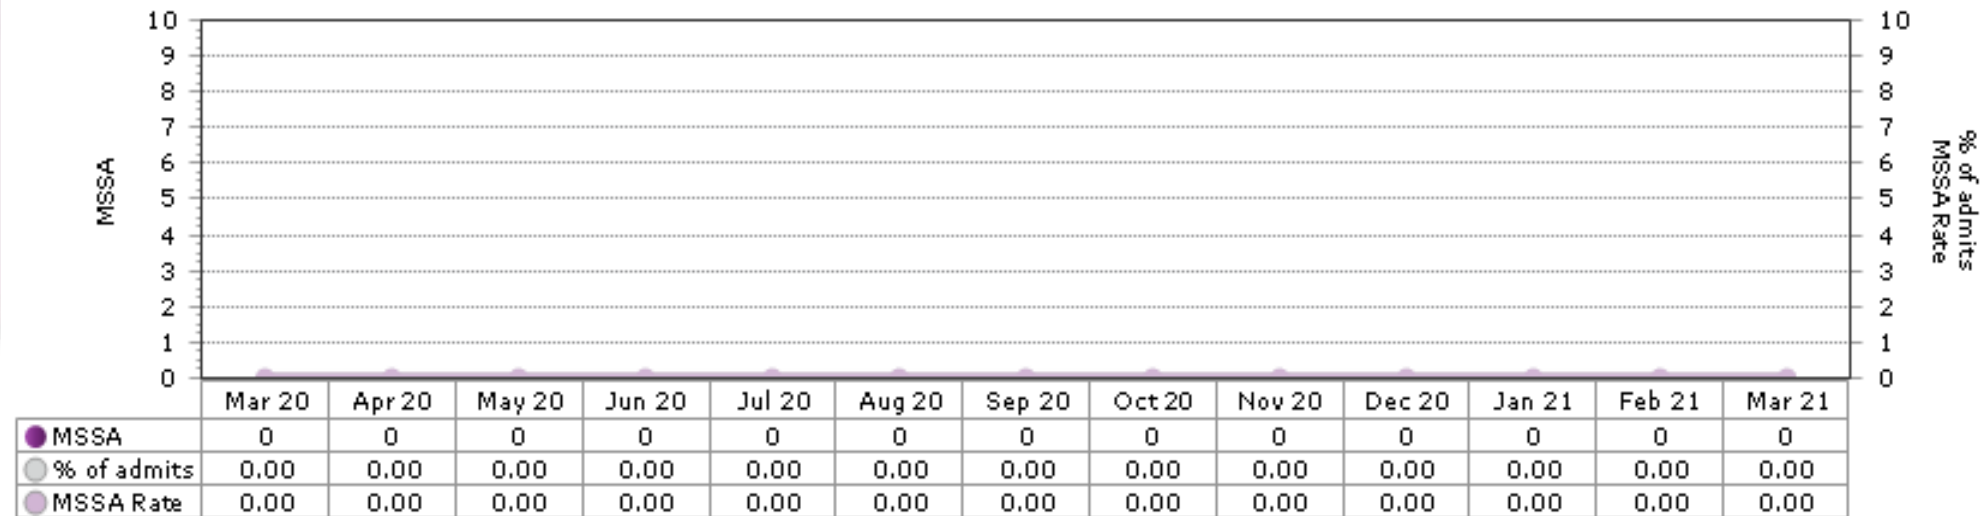 10 10
9 9
8 8
7 7
6 6
5 5
4 4
3 3
2 2
1 1
0 0
MSSA
% of admits
MSSA Rate
Mar 20 Apr 20 May 20 Jun 20 Jul 20 Aug 20 Sep 20 Oct 20 Nov 20 Dec 20 Jan 21 Feb 21 Mar 21
MSSA 0 0 0 0 0 0 0 0 0 0 0 0 0
% of admits 0.00 0.00 0.00 0.00 0.00 0.00 0.00 0.00 0.00 0.00 0.00 0.00 0.00
MSSA Rate 0.00 0.00 0.00 0.00 0.00 0.00 0.00 0.00 0.00 0.00 0.00 0.00 0.00